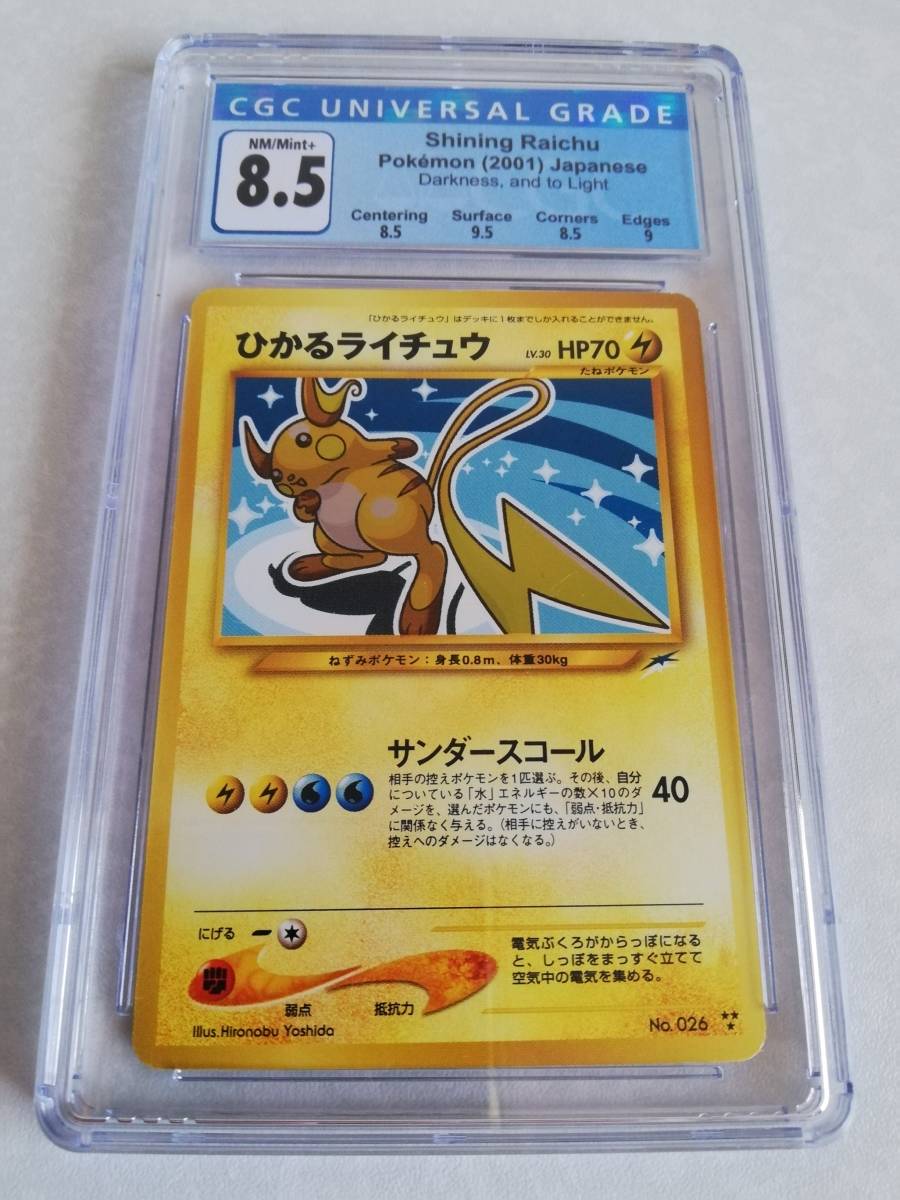 CGC UNIVERSAL GRADE
NM/Mint+
8.5
Shining Raichu
Pokémon (2001) Japanese
Darkness, and to Light
Centering Surface Corners Edges
8.5 9.5 8.5 9
「ひかるライチュウ」はデッキに1枚までしか入れることができません。
ひかるライチュウ LV.30 HP70
たねポケモン
ねずみポケモン：身長0.8m、体重30kg
サンダースコール
相手の控えポケモンを1匹選ぶ。その後、自分
についている「水」エネルギーの数×10のダ
メージを、選んだポケモンにも、「弱点・抵抗力」
に関係なく与える。（相手に控えがいないとき、
控えへのダメージはなくなる。）
40
にげる
弱点 抵抗力
電気ぶくろがからっぽになる
と、しっぽをまっすぐ立てて
空気中の電気を集める。
Illus.Hironobu Yoshida
No. 026